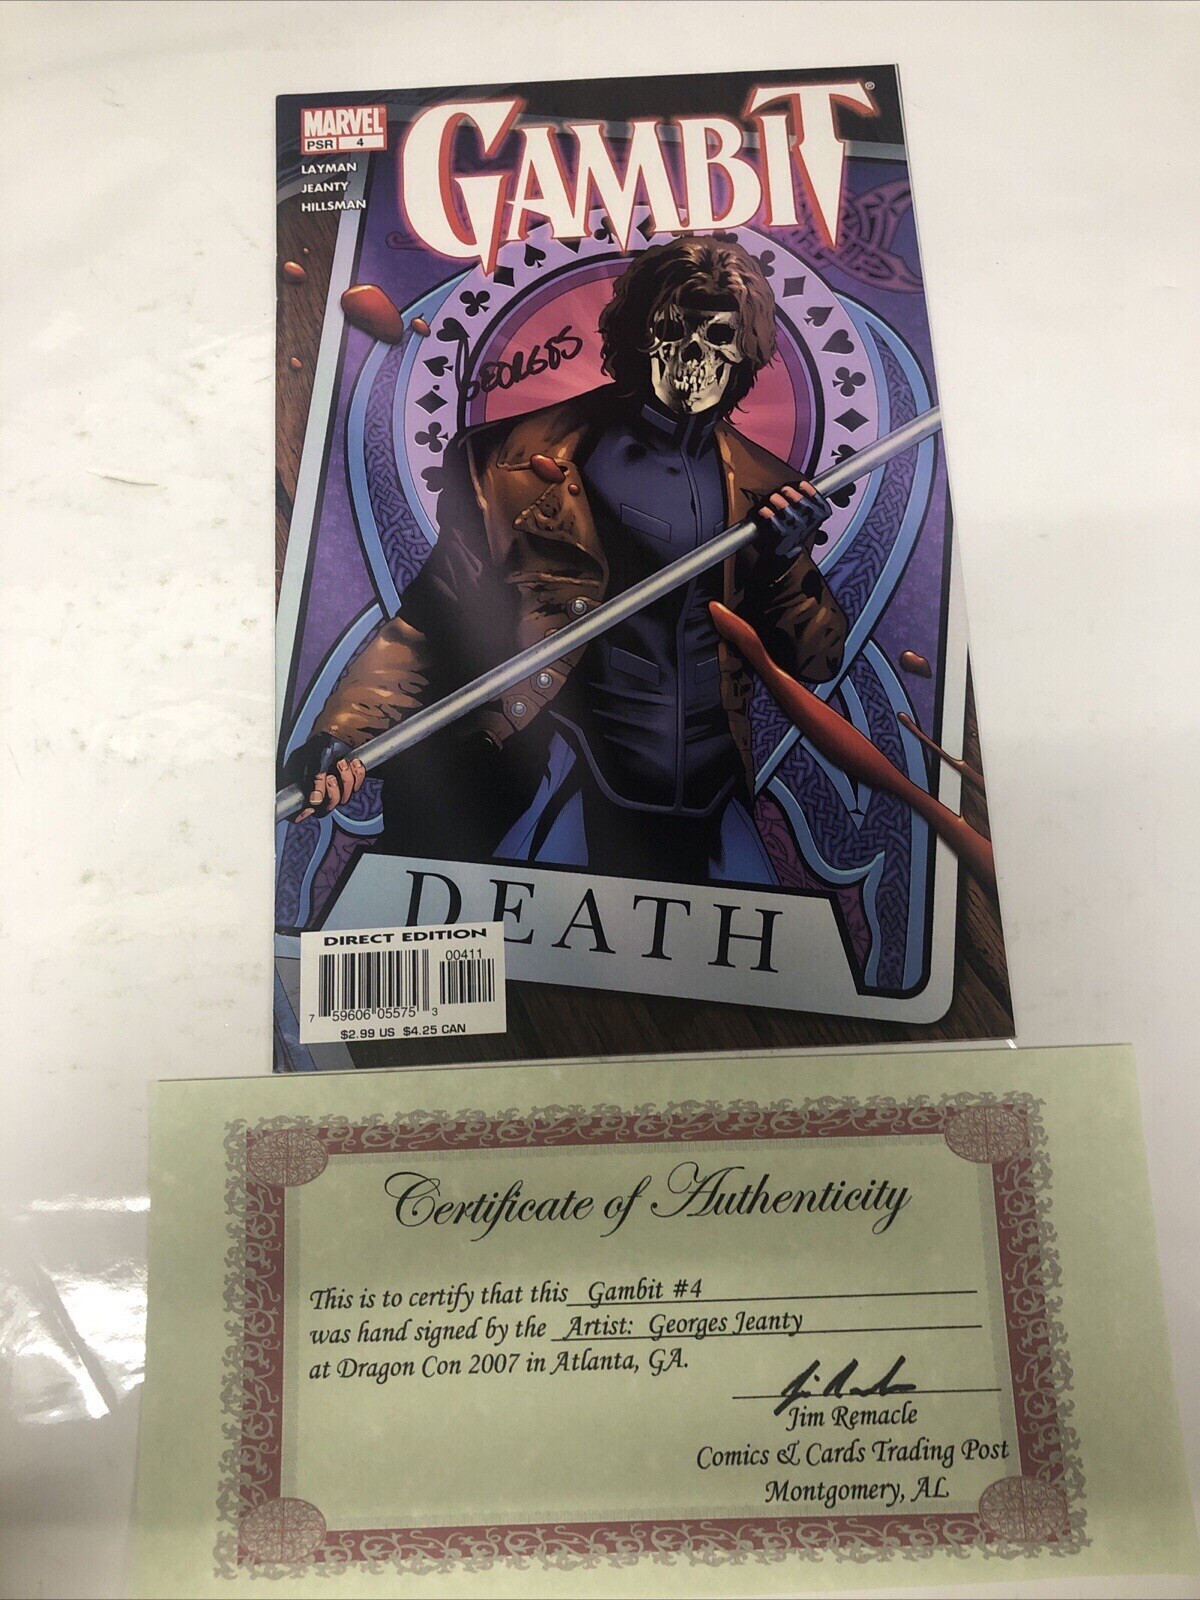 MARVEL
PSR 4
LAYMAN
JEANTY
HILLSMAN
GAMBIT®
GEORGES
DEATH
DIRECT EDITION
00411
7 59606 05575 3
$2.99 US $4.25 CAN
Certificate of Authenticity
This is to certify that this Gambit #4
was hand signed by the Artist: Georges Jeanty
at Dragon Con 2007 in Atlanta, GA.
Jim Remacle
Comics & Cards Trading Post
Montgomery, AL